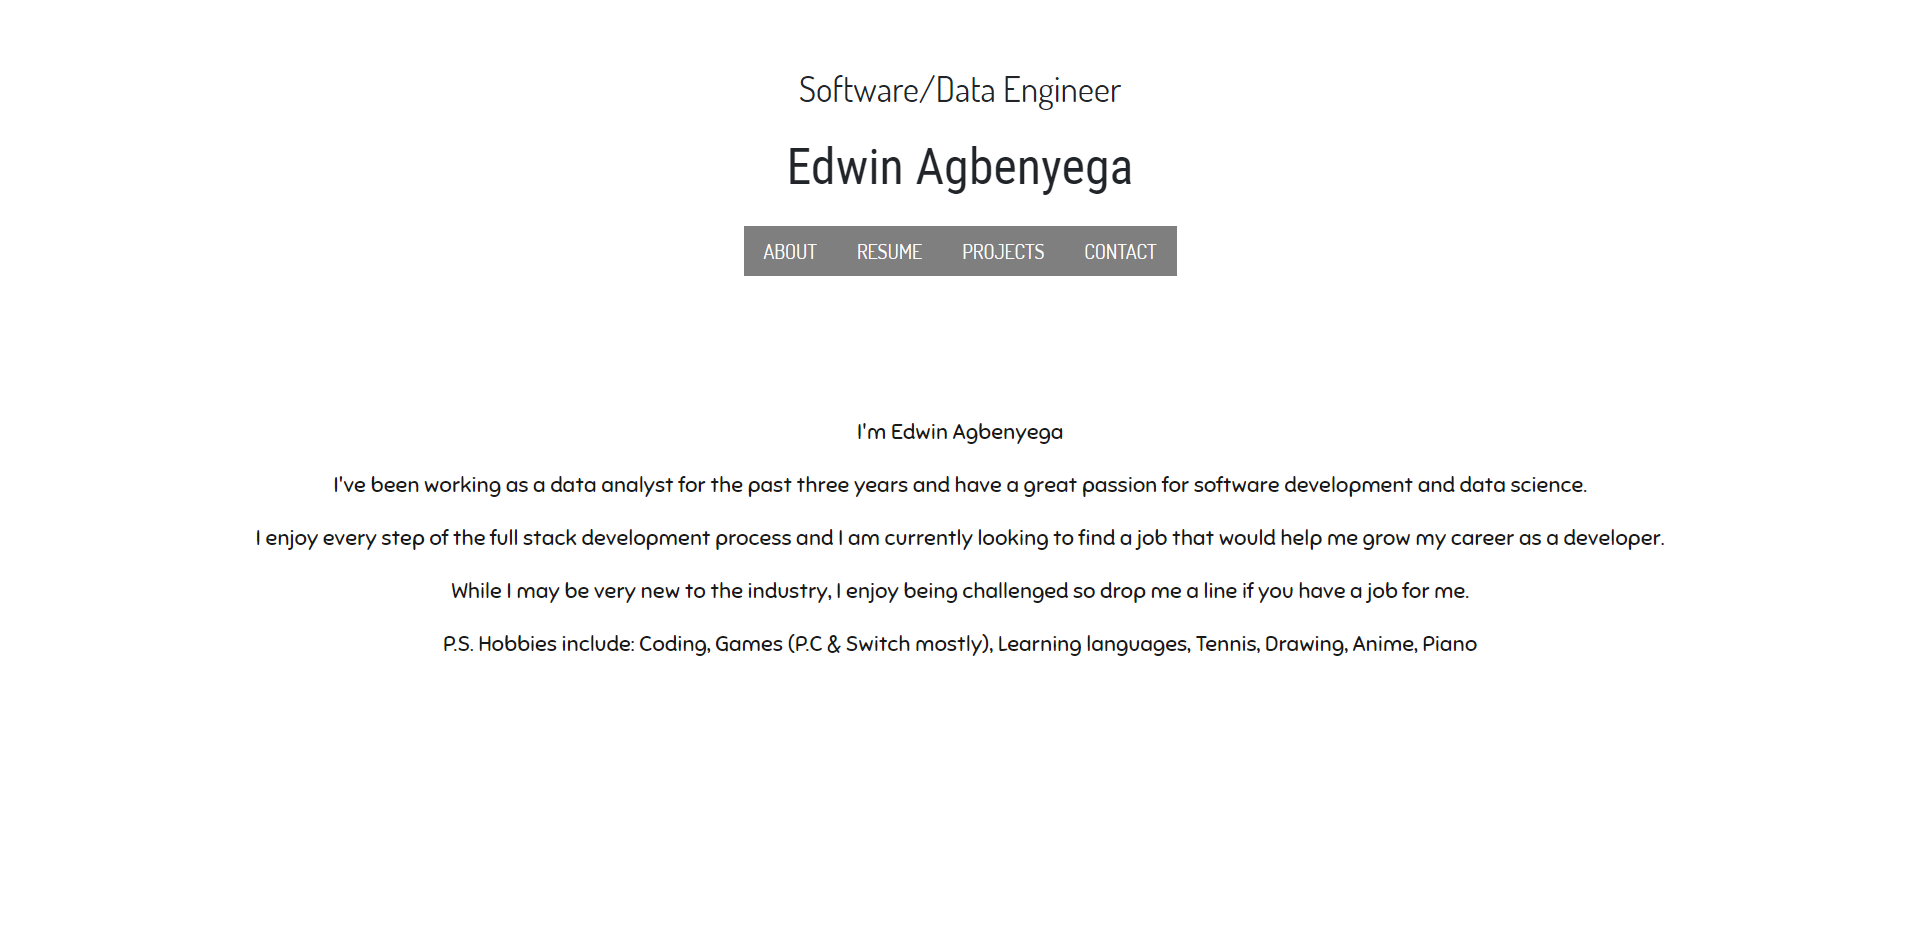 Software/Data Engineer
Edwin Agbenyega
ABOUT RESUME PROJECTS CONTACT
I'm Edwin Agbenyega
I've been working as a data analyst for the past three years and have a great passion for software development and data science.
I enjoy every step of the full stack development process and I am currently looking to find a job that would help me grow my career as a developer.
While I may be very new to the industry, I enjoy being challenged so drop me a line if you have a job for me.
P.S. Hobbies include: Coding, Games (P.C & Switch mostly), Learning languages, Tennis, Drawing, Anime, Piano